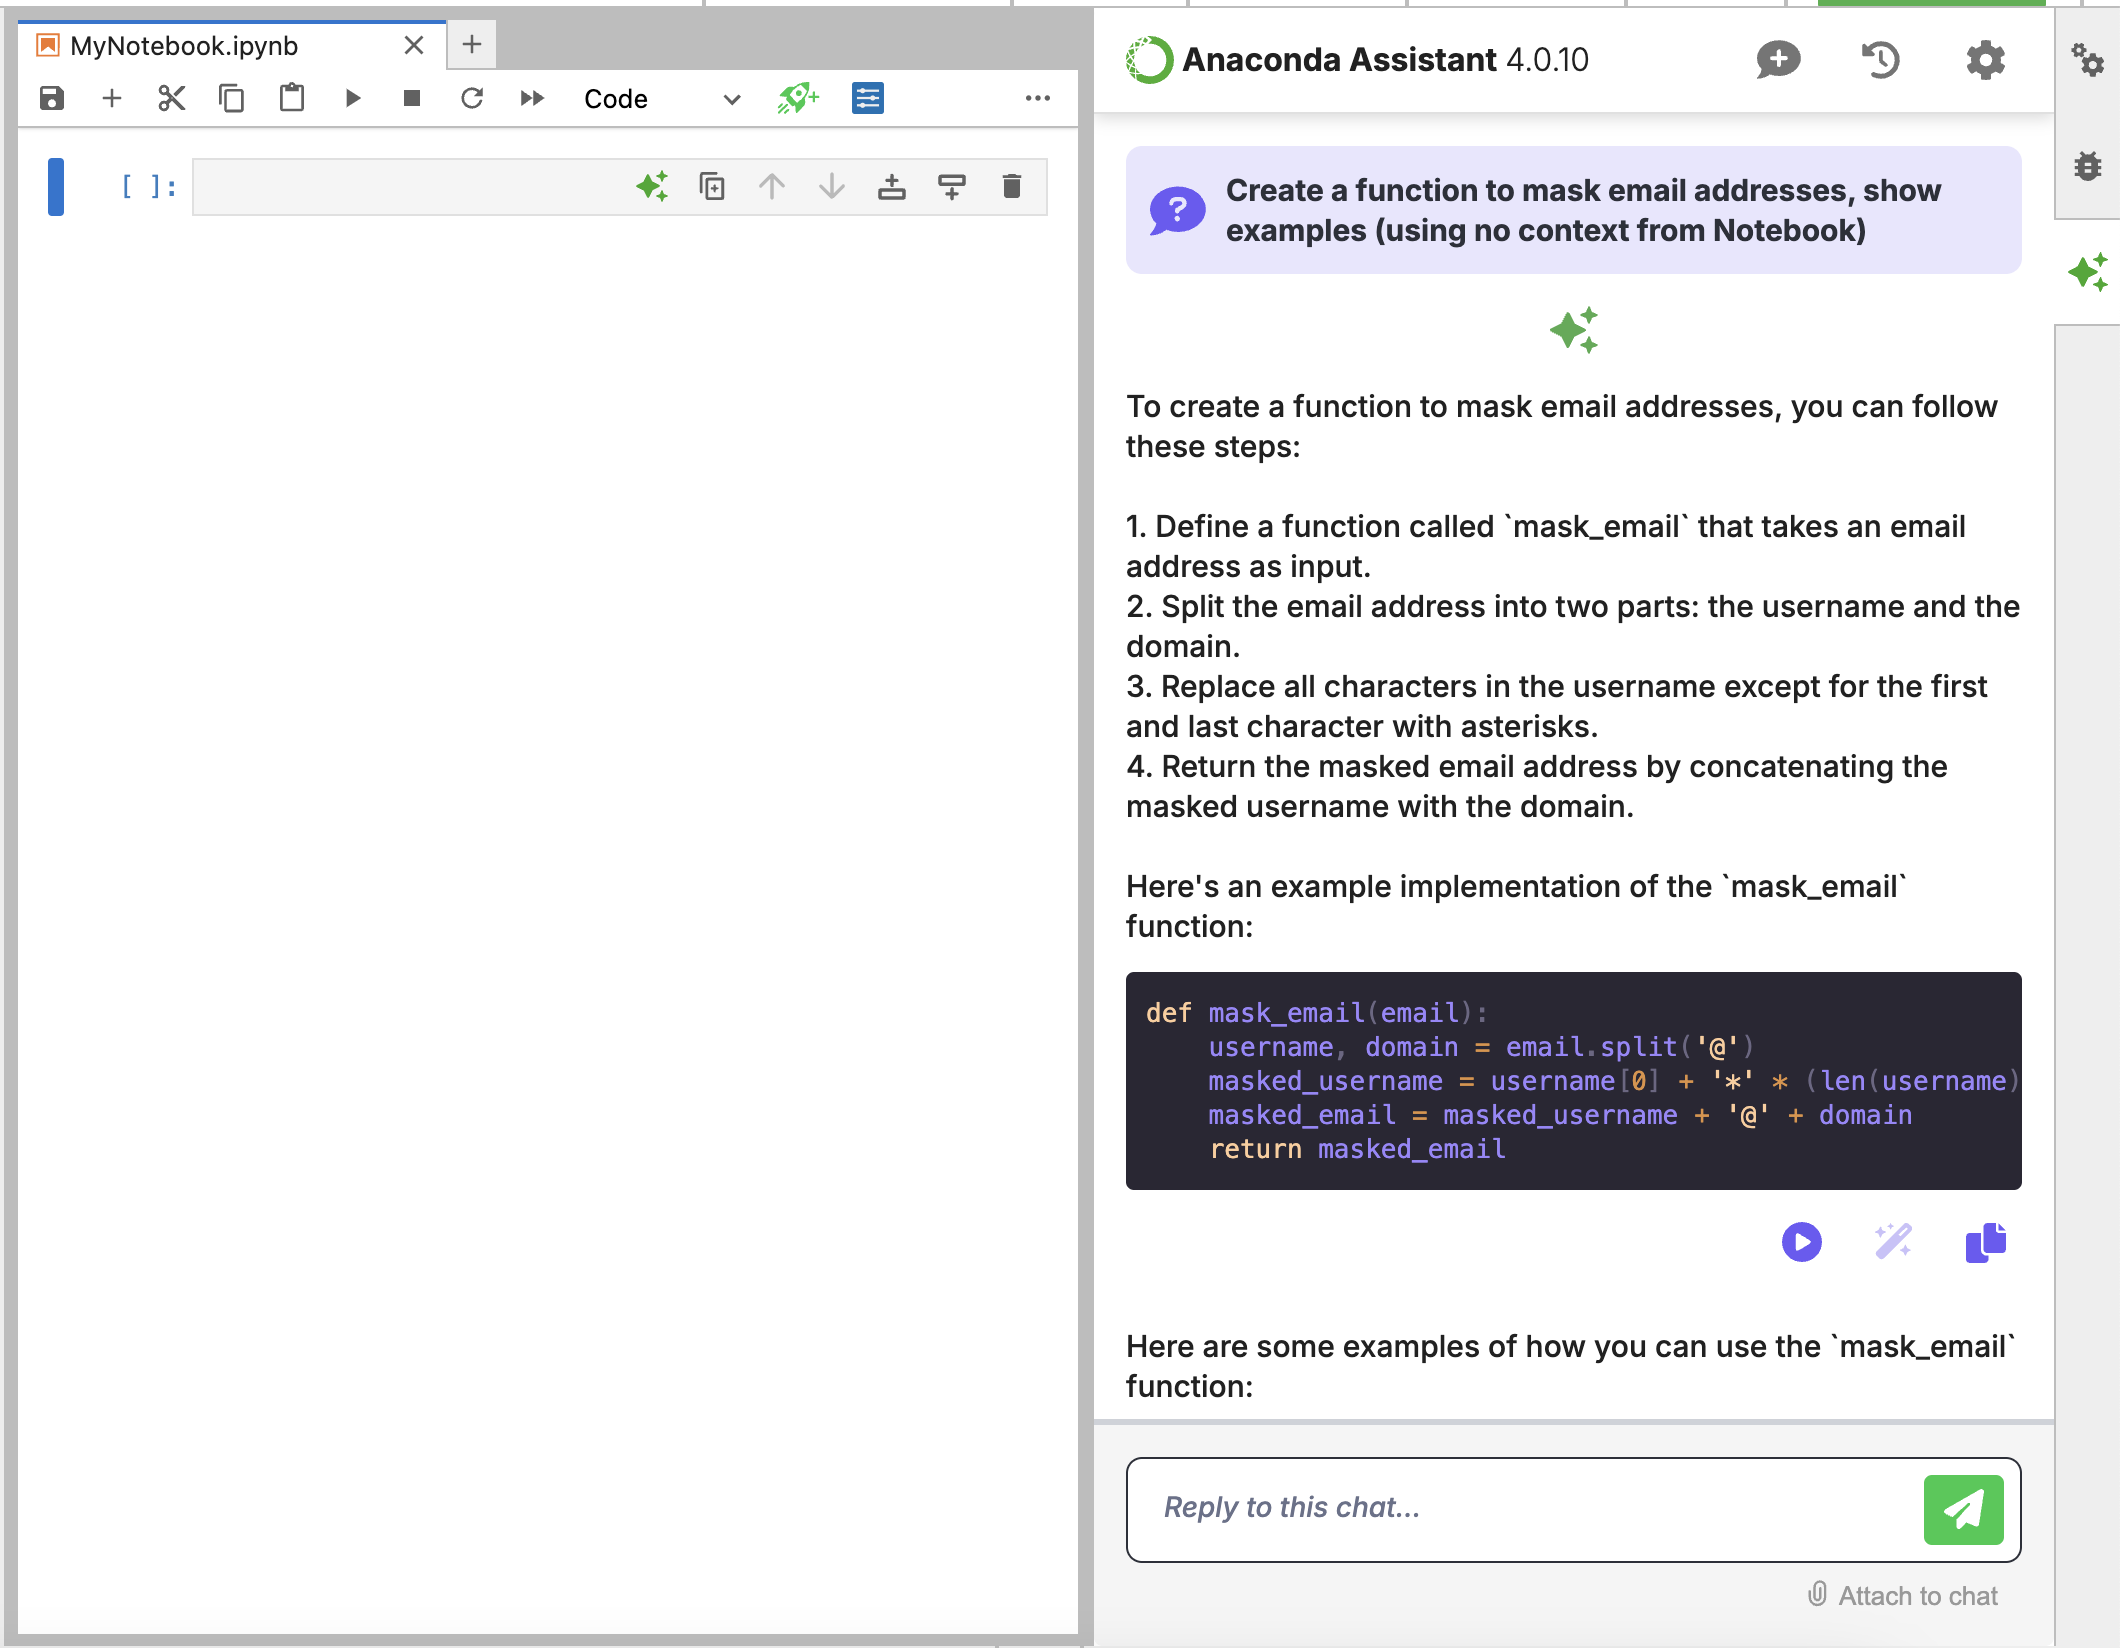 MyNotebook.ipynb
Code
[ ]:
Anaconda Assistant 4.0.10
Create a function to mask email addresses, show
examples (using no context from Notebook)
To create a function to mask email addresses, you can follow
these steps:
1. Define a function called `mask_email` that takes an email
address as input.
2. Split the email address into two parts: the username and the
domain.
3. Replace all characters in the username except for the first
and last character with asterisks.
4. Return the masked email address by concatenating the
masked username with the domain.
Here's an example implementation of the `mask_email`
function:
def mask_email(email):
    username, domain = email.split('@')
    masked_username = username[0] + '*' * (len(username)
    masked_email = masked_username + '@' + domain
    return masked_email
Here are some examples of how you can use the `mask_email`
function:
Reply to this chat...
Attach to chat